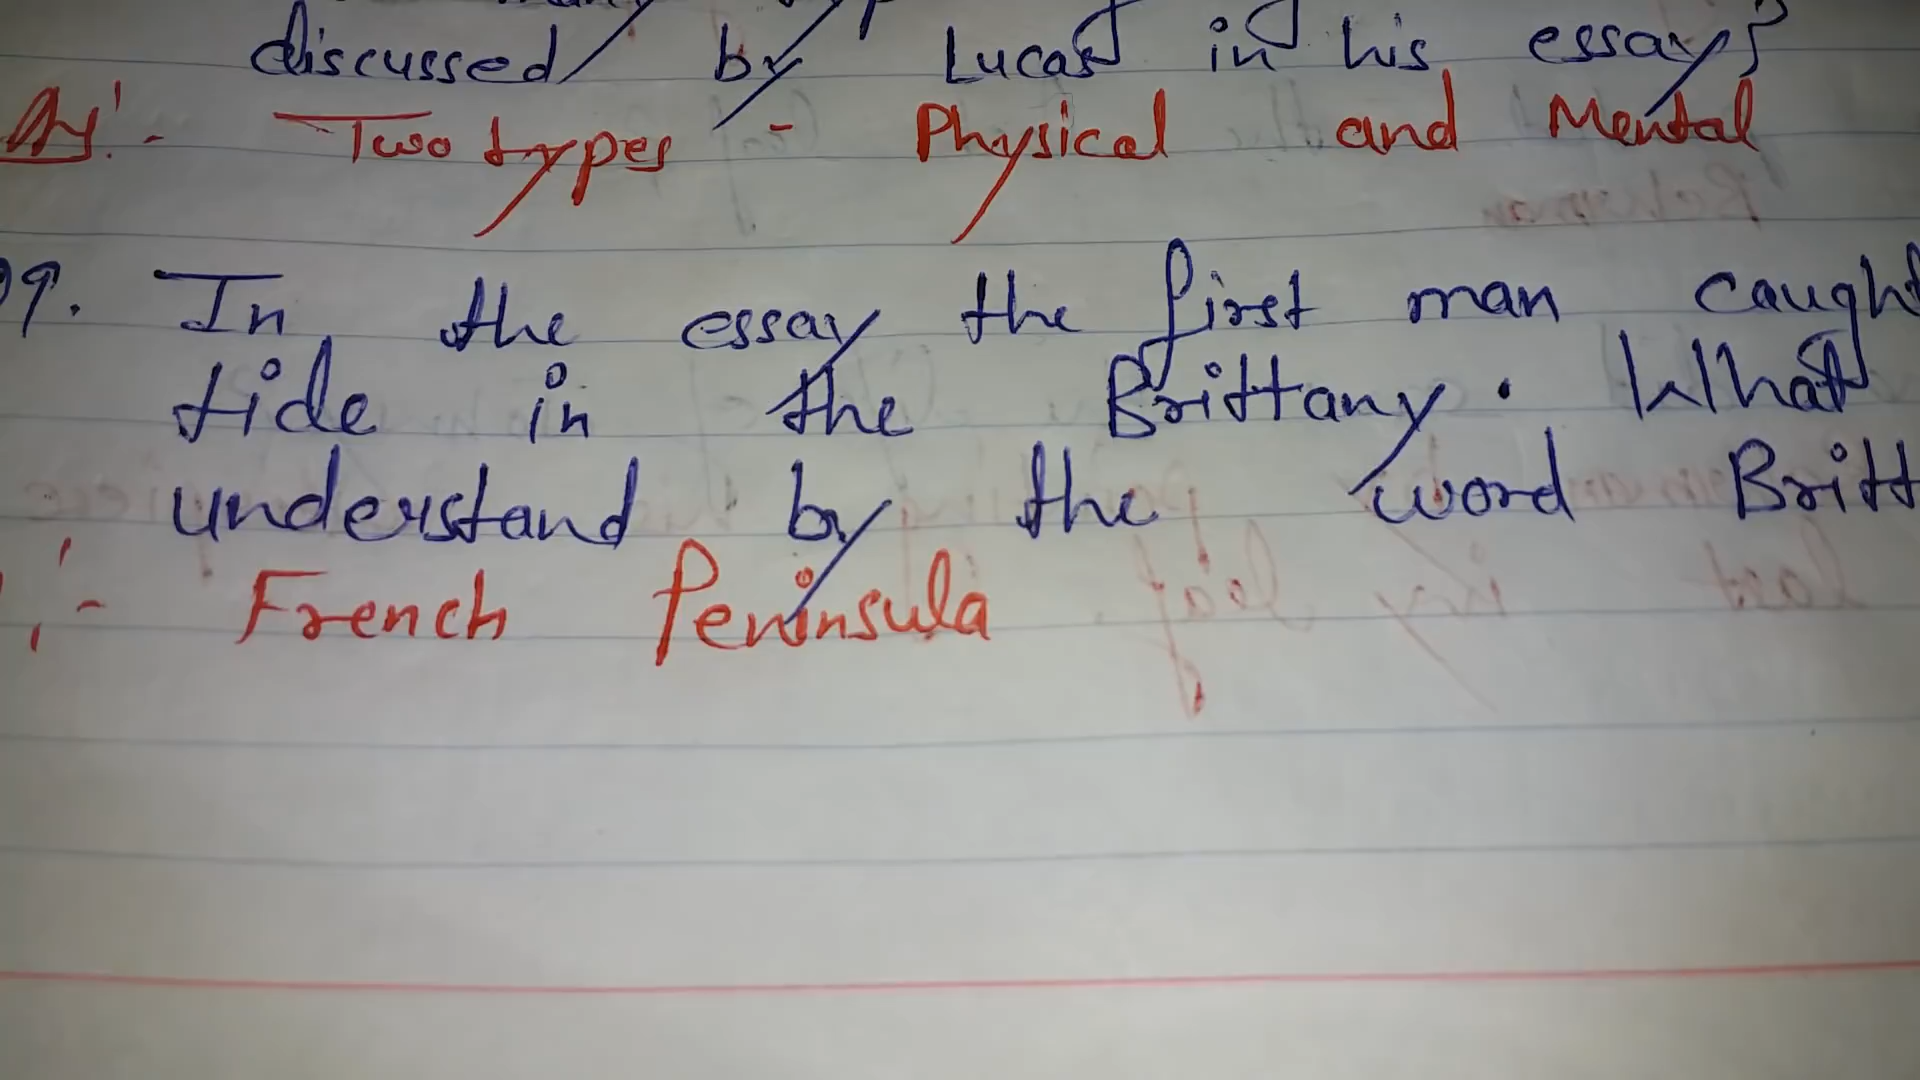 discussed by Lucas in his essay?
Ans:- Two types - Physical and Mental
9. In the essay the first man caught
tide in the Brittany. What
understand by the word Britt
:- French Peninsula